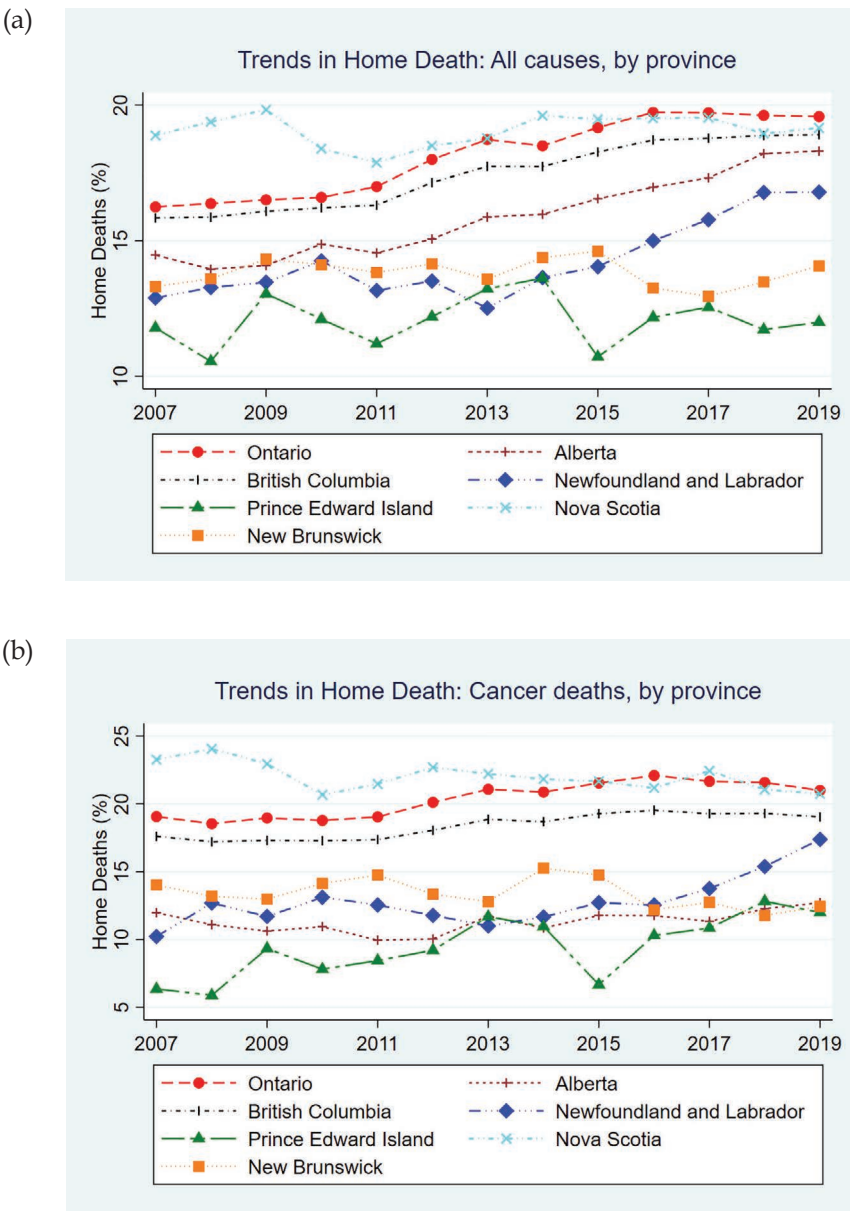 (a)
Trends in Home Death: All causes, by province
Home Deaths (%)
20
15
10
2007 2009 2011 2013 2015 2017 2019
Ontario Alberta
British Columbia Newfoundland and Labrador
Prince Edward Island Nova Scotia
New Brunswick
(b)
Trends in Home Death: Cancer deaths, by province
Home Deaths (%)
25
20
15
10
5
2007 2009 2011 2013 2015 2017 2019
Ontario Alberta
British Columbia Newfoundland and Labrador
Prince Edward Island Nova Scotia
New Brunswick